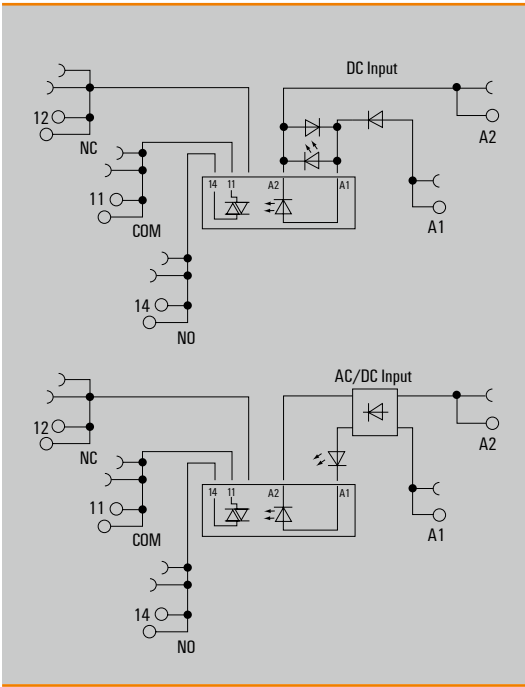 DC Input
12
NC
A2
14 11 A2 A1
11
COM
A1
14
NO
AC/DC Input
12
NC
A2
14 11 A2 A1
11
COM
A1
14
NO